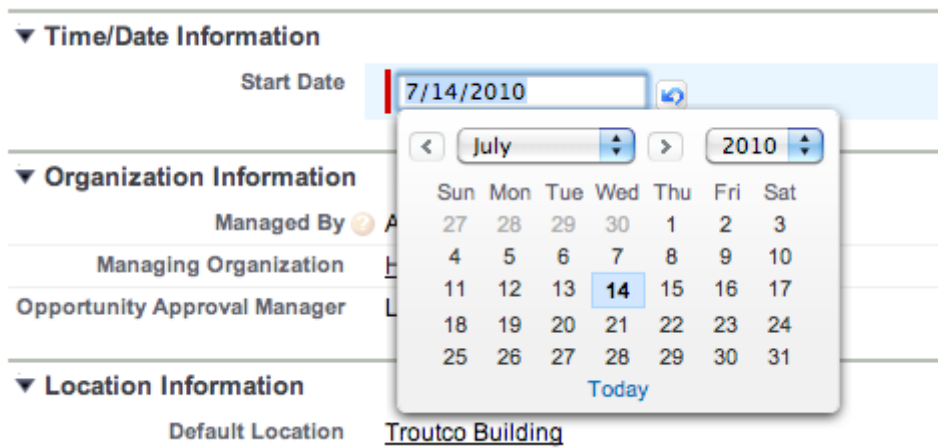 Time/Date Information
Start Date 7/14/2010
July 2010
Organization Information
Sun Mon Tue Wed Thu Fri Sat
Managed By ? A 27 28 29 30 1 2 3
Managing Organization H 4 5 6 7 8 9 10
11 12 13 14 15 16 17
Opportunity Approval Manager L 18 19 20 21 22 23 24
25 26 27 28 29 30 31
Location Information
Today
Default Location Troutco Building